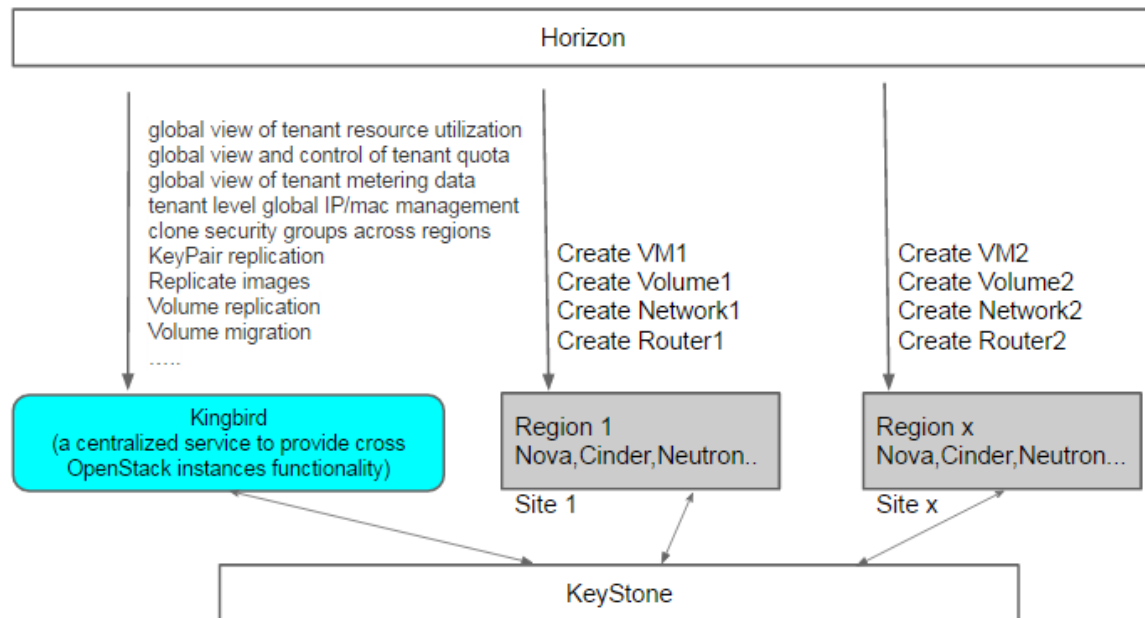 Horizon
global view of tenant resource utilization
global view and control of tenant quota
global view of tenant metering data
tenant level global IP/mac management
clone security groups across regions
KeyPair replication
Replicate images
Volume replication
Volume migration
.....
Create VM1
Create Volume1
Create Network1
Create Router1
Create VM2
Create Volume2
Create Network2
Create Router2
Kingbird
(a centralized service to provide cross
OpenStack instances functionality)
Region 1
Nova,Cinder,Neutron..
Site 1
Region x
Nova,Cinder,Neutron...
Site x
KeyStone